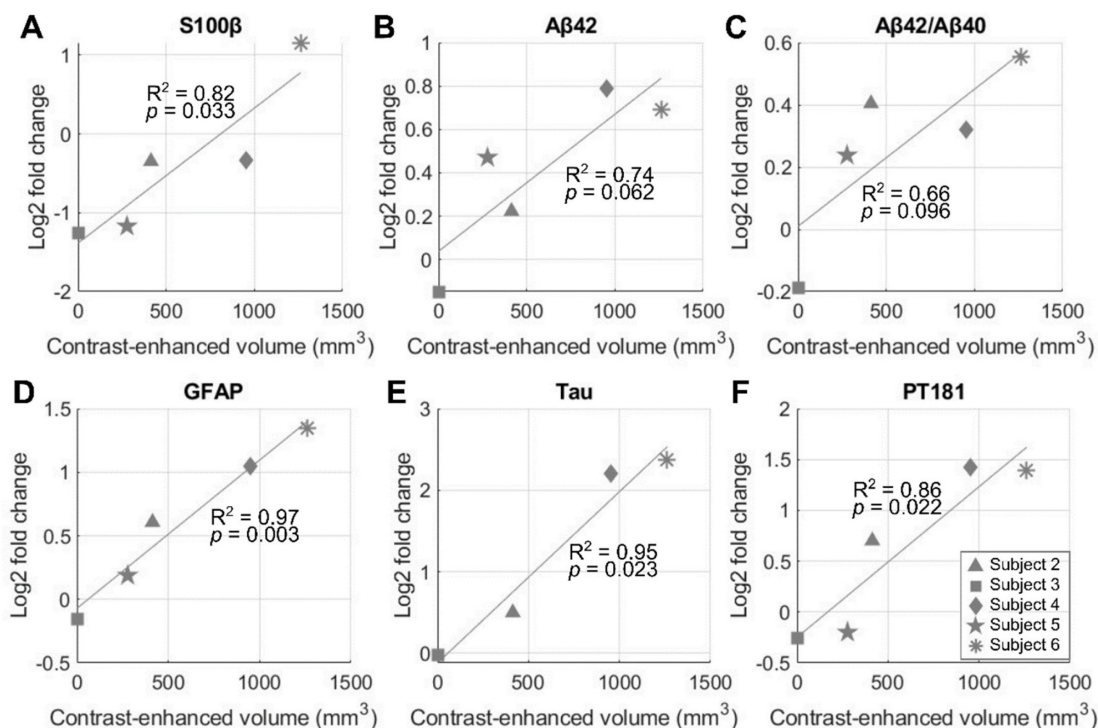 A
S100β
1
0
-1
-2
Log2 fold change
R² = 0.82
p = 0.033
0 500 1000 1500
Contrast-enhanced volume (mm³)
B
Aβ42
1
0.8
0.6
0.4
0.2
0
Log2 fold change
R² = 0.74
p = 0.062
0 500 1000 1500
Contrast-enhanced volume (mm³)
C
Aβ42/Aβ40
0.6
0.4
0.2
0
-0.2
Log2 fold change
R² = 0.66
p = 0.096
0 500 1000 1500
Contrast-enhanced volume (mm³)
D
GFAP
1.5
1
0.5
0
-0.5
Log2 fold change
R² = 0.97
p = 0.003
0 500 1000 1500
Contrast-enhanced volume (mm³)
E
Tau
3
2
1
0
Log2 fold change
R² = 0.95
p = 0.023
0 500 1000 1500
Contrast-enhanced volume (mm³)
F
PT181
2
1.5
1
0.5
0
-0.5
Log2 fold change
R² = 0.86
p = 0.022
Subject 2
Subject 3
Subject 4
Subject 5
Subject 6
0 500 1000 1500
Contrast-enhanced volume (mm³)